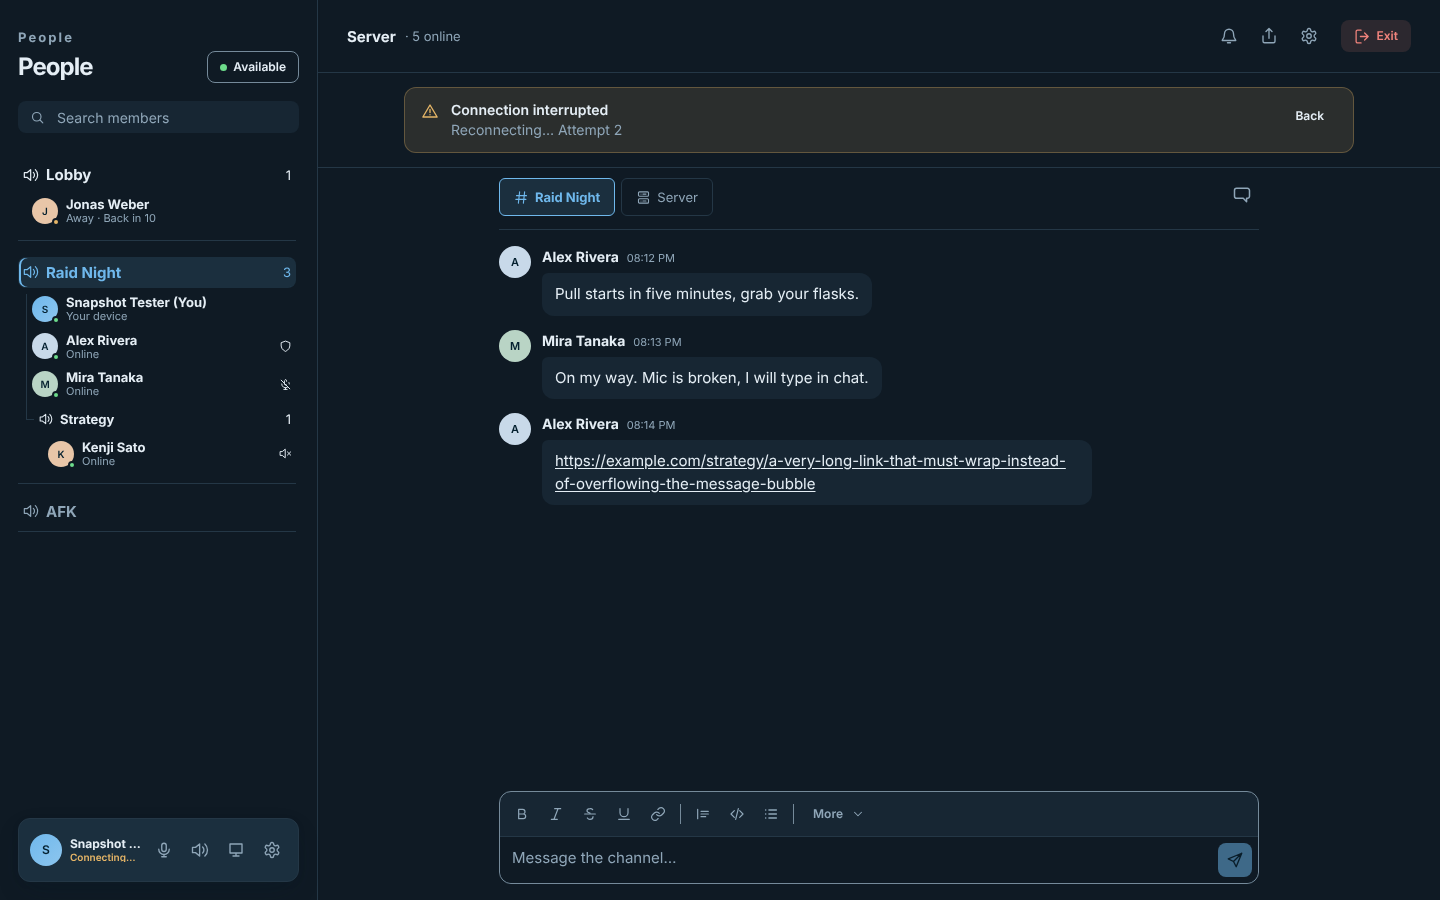 People
People
Available
Search members
Lobby 1
J
Jonas Weber
Away · Back in 10
Raid Night 3
S
Snapshot Tester (You)
Your device
A
Alex Rivera
Online
M
Mira Tanaka
Online
Strategy 1
K
Kenji Sato
Online
AFK
S
Snapshot ...
Connecting...
Server · 5 online
Exit
Connection interrupted
Reconnecting... Attempt 2
Back
Raid Night
Server
A
Alex Rivera 08:12 PM
Pull starts in five minutes, grab your flasks.
M
Mira Tanaka 08:13 PM
On my way. Mic is broken, I will type in chat.
A
Alex Rivera 08:14 PM
https://example.com/strategy/a-very-long-link-that-must-wrap-instead-
of-overflowing-the-message-bubble
More
Message the channel...